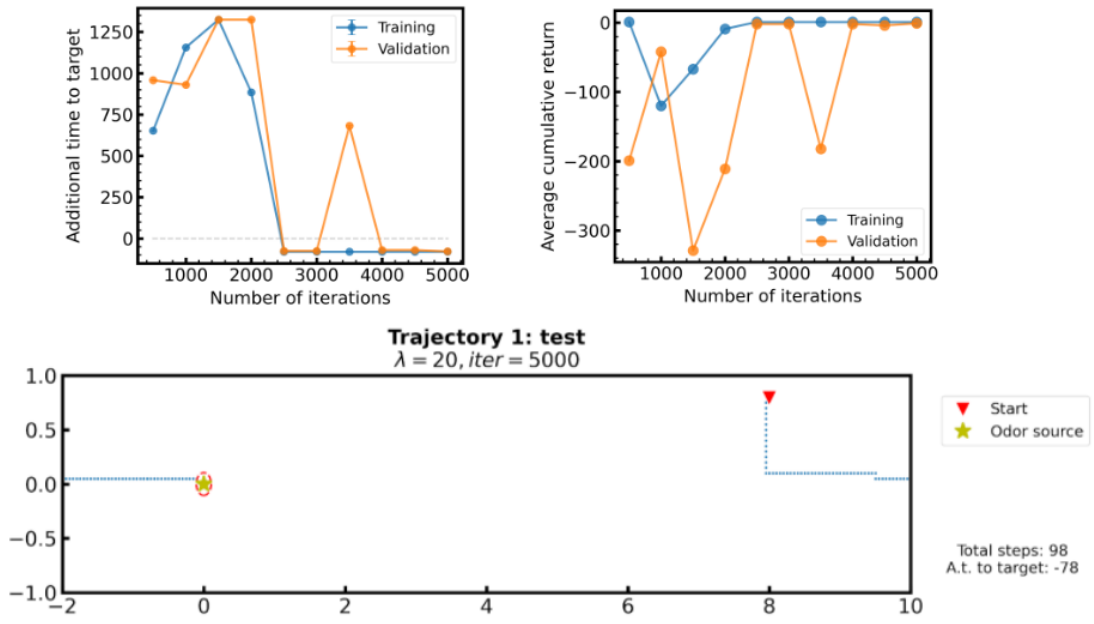 1250
1000
750
500
250
0
Additional time to target
Training
Validation
1000 2000 3000 4000 5000
Number of iterations
0
−100
−200
−300
Average cumulative return
Training
Validation
1000 2000 3000 4000 5000
Number of iterations
Trajectory 1: test
λ = 20, iter = 5000
1.0
0.5
0.0
−0.5
−1.0
−2 0 2 4 6 8 10
Start
Odor source
Total steps: 98
A.t. to target: -78